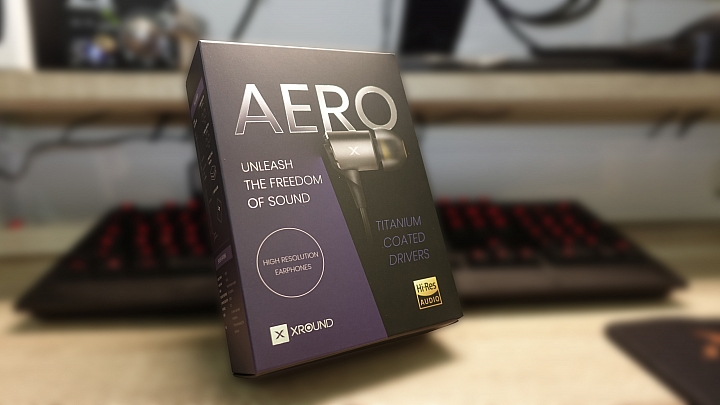 AERO
UNLEASH
THE FREEDOM
OF SOUND
HIGH RESOLUTION
EARPHONES
TITANIUM
COATED
DRIVERS
Hi-Res
AUDIO
XROUND